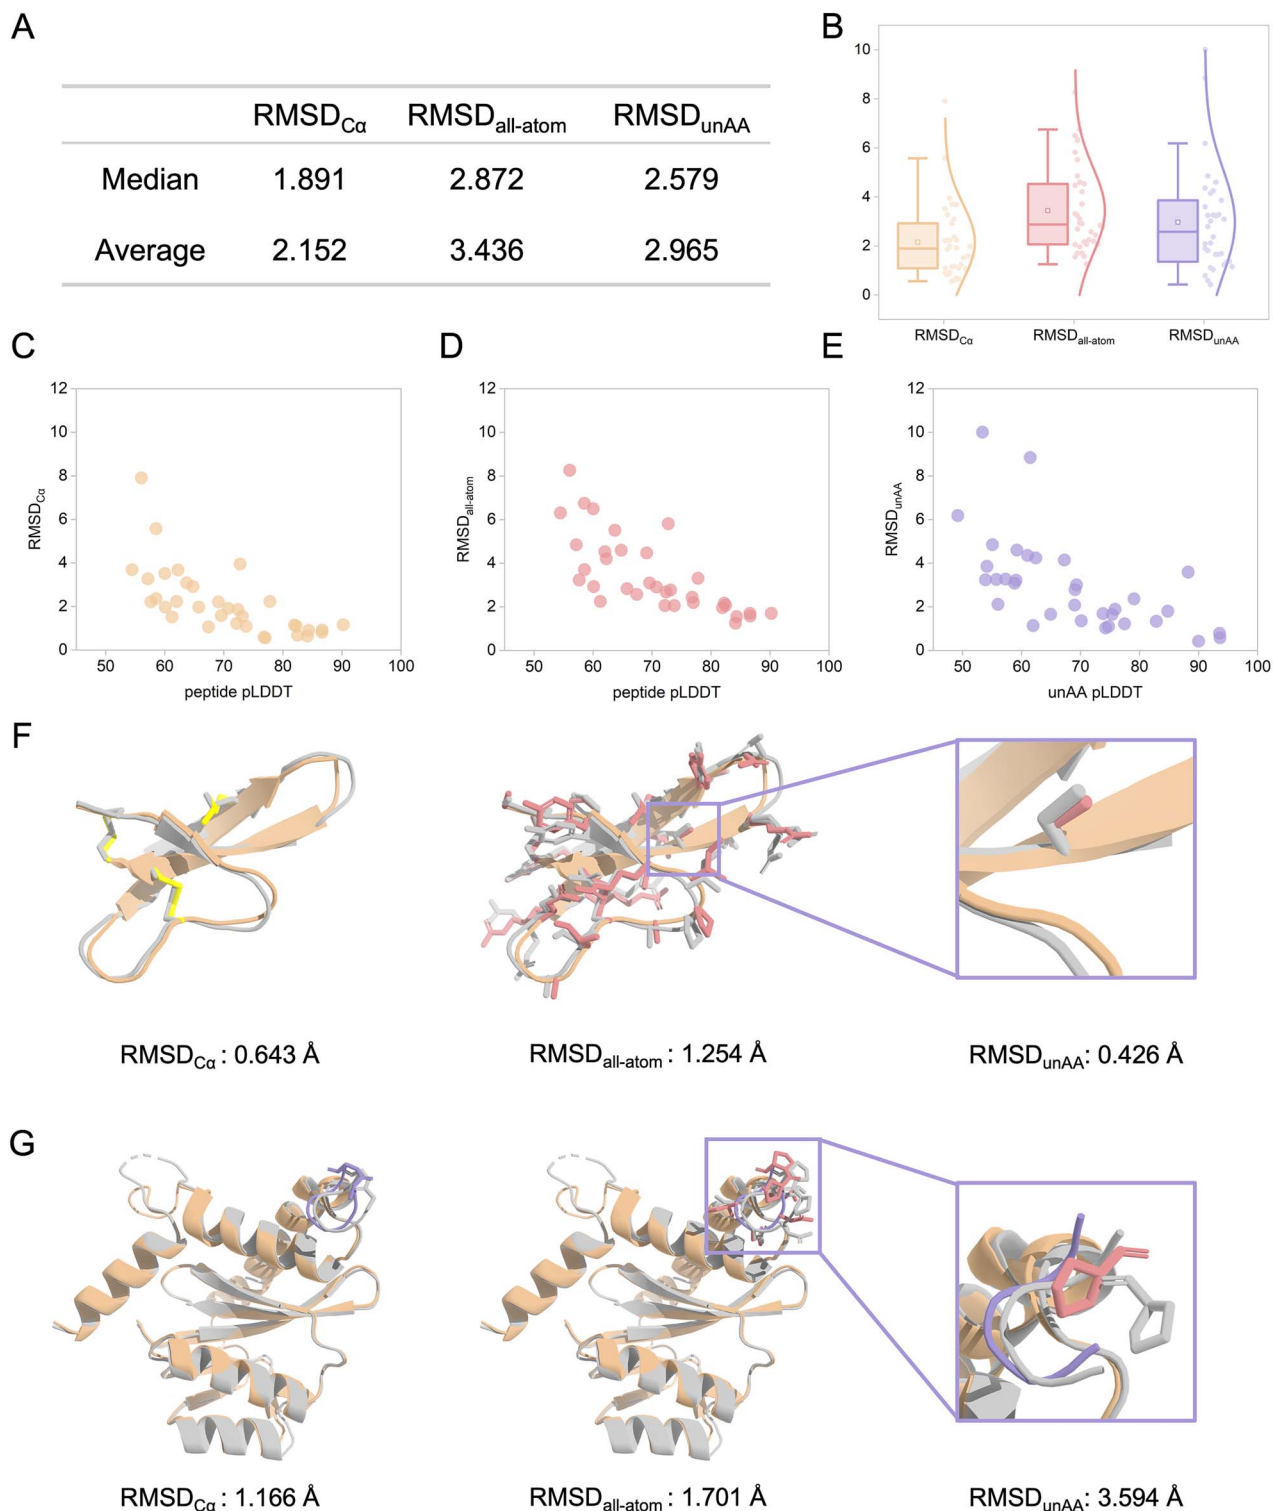 A
RMSDCα RMSDall-atom RMSDunAA
Median 1.891 2.872 2.579
Average 2.152 3.436 2.965
B
10
8
6
4
2
0
RMSDCα RMSDall-atom RMSDunAA
C
12
10
8
6
4
2
0
RMSDCα
50 60 70 80 90 100
peptide pLDDT
D
12
10
8
6
4
2
0
RMSDall-atom
50 60 70 80 90 100
peptide pLDDT
E
12
10
8
6
4
2
0
RMSDunAA
50 60 70 80 90 100
unAA pLDDT
F
RMSDCα : 0.643 Å RMSDall-atom : 1.254 Å RMSDunAA: 0.426 Å
G
RMSDCα : 1.166 Å RMSDall-atom : 1.701 Å RMSDunAA: 3.594 Å